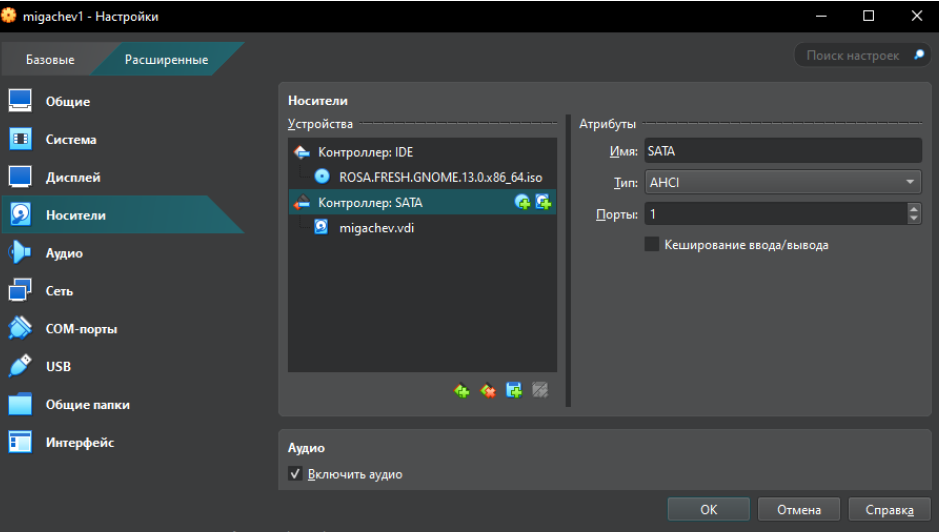 migachev1 - Настройки
Базовые
Расширенные
Поиск настроек
Общие
Система
Дисплей
Носители
Аудио
Сеть
COM-порты
USB
Общие папки
Интерфейс
Носители
Устройства
Контроллер: IDE
ROSA.FRESH.GNOME.13.0.x86_64.iso
Контроллер: SATA
migachev.vdi
Атрибуты
Имя: SATA
Тип: AHCI
Порты: 1
Кеширование ввода/вывода
Аудио
Включить аудио
OK
Отмена
Справка